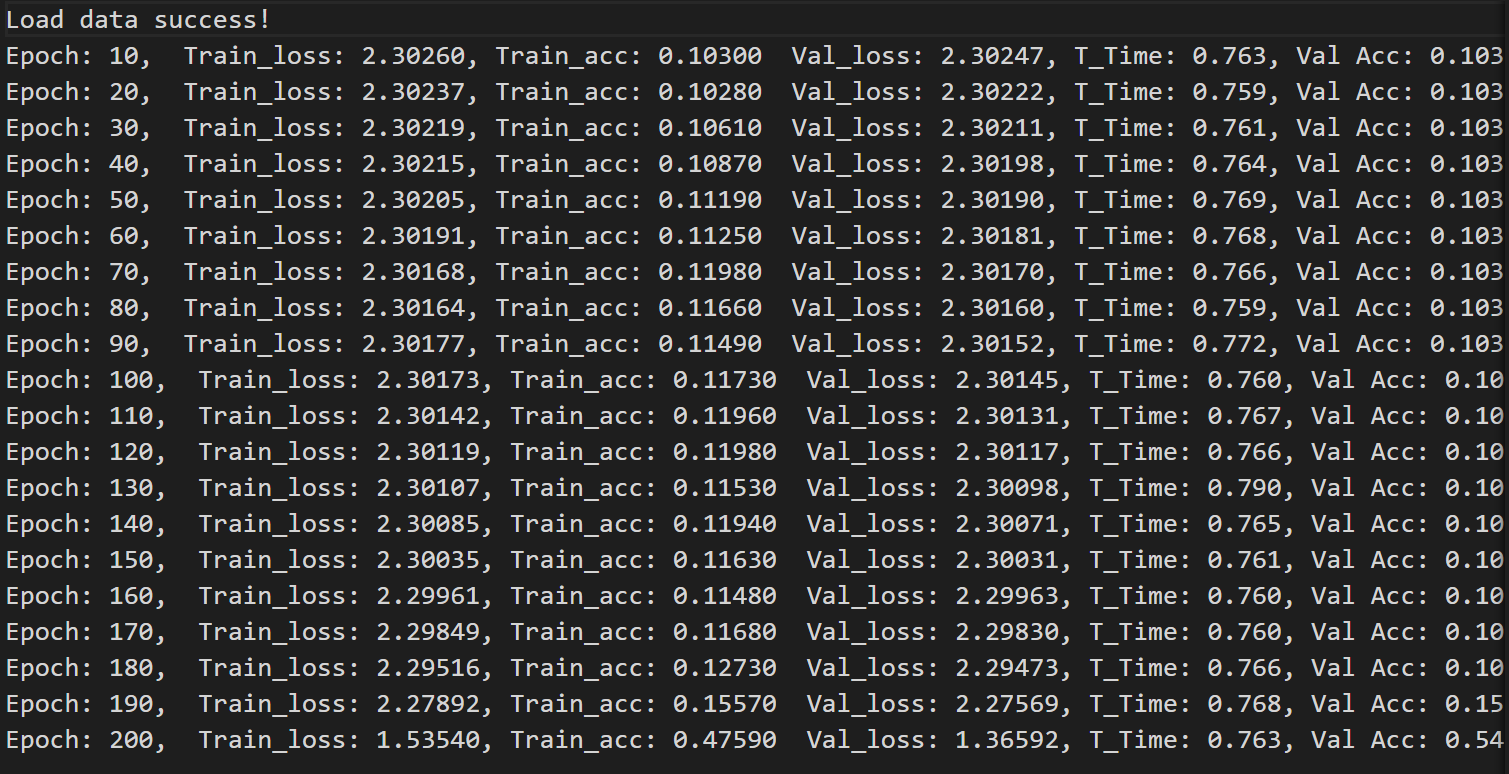 Load data success!
Epoch: 10,  Train_loss: 2.30260, Train_acc: 0.10300  Val_loss: 2.30247, T_Time: 0.763, Val Acc: 0.103
Epoch: 20,  Train_loss: 2.30237, Train_acc: 0.10280  Val_loss: 2.30222, T_Time: 0.759, Val Acc: 0.103
Epoch: 30,  Train_loss: 2.30219, Train_acc: 0.10610  Val_loss: 2.30211, T_Time: 0.761, Val Acc: 0.103
Epoch: 40,  Train_loss: 2.30215, Train_acc: 0.10870  Val_loss: 2.30198, T_Time: 0.764, Val Acc: 0.103
Epoch: 50,  Train_loss: 2.30205, Train_acc: 0.11190  Val_loss: 2.30190, T_Time: 0.769, Val Acc: 0.103
Epoch: 60,  Train_loss: 2.30191, Train_acc: 0.11250  Val_loss: 2.30181, T_Time: 0.768, Val Acc: 0.103
Epoch: 70,  Train_loss: 2.30168, Train_acc: 0.11980  Val_loss: 2.30170, T_Time: 0.766, Val Acc: 0.103
Epoch: 80,  Train_loss: 2.30164, Train_acc: 0.11660  Val_loss: 2.30160, T_Time: 0.759, Val Acc: 0.103
Epoch: 90,  Train_loss: 2.30177, Train_acc: 0.11490  Val_loss: 2.30152, T_Time: 0.772, Val Acc: 0.103
Epoch: 100,  Train_loss: 2.30173, Train_acc: 0.11730  Val_loss: 2.30145, T_Time: 0.760, Val Acc: 0.10
Epoch: 110,  Train_loss: 2.30142, Train_acc: 0.11960  Val_loss: 2.30131, T_Time: 0.767, Val Acc: 0.10
Epoch: 120,  Train_loss: 2.30119, Train_acc: 0.11980  Val_loss: 2.30117, T_Time: 0.766, Val Acc: 0.10
Epoch: 130,  Train_loss: 2.30107, Train_acc: 0.11530  Val_loss: 2.30098, T_Time: 0.790, Val Acc: 0.10
Epoch: 140,  Train_loss: 2.30085, Train_acc: 0.11940  Val_loss: 2.30071, T_Time: 0.765, Val Acc: 0.10
Epoch: 150,  Train_loss: 2.30035, Train_acc: 0.11630  Val_loss: 2.30031, T_Time: 0.761, Val Acc: 0.10
Epoch: 160,  Train_loss: 2.29961, Train_acc: 0.11480  Val_loss: 2.29963, T_Time: 0.760, Val Acc: 0.10
Epoch: 170,  Train_loss: 2.29849, Train_acc: 0.11680  Val_loss: 2.29830, T_Time: 0.760, Val Acc: 0.10
Epoch: 180,  Train_loss: 2.29516, Train_acc: 0.12730  Val_loss: 2.29473, T_Time: 0.766, Val Acc: 0.10
Epoch: 190,  Train_loss: 2.27892, Train_acc: 0.15570  Val_loss: 2.27569, T_Time: 0.768, Val Acc: 0.15
Epoch: 200,  Train_loss: 1.53540, Train_acc: 0.47590  Val_loss: 1.36592, T_Time: 0.763, Val Acc: 0.54